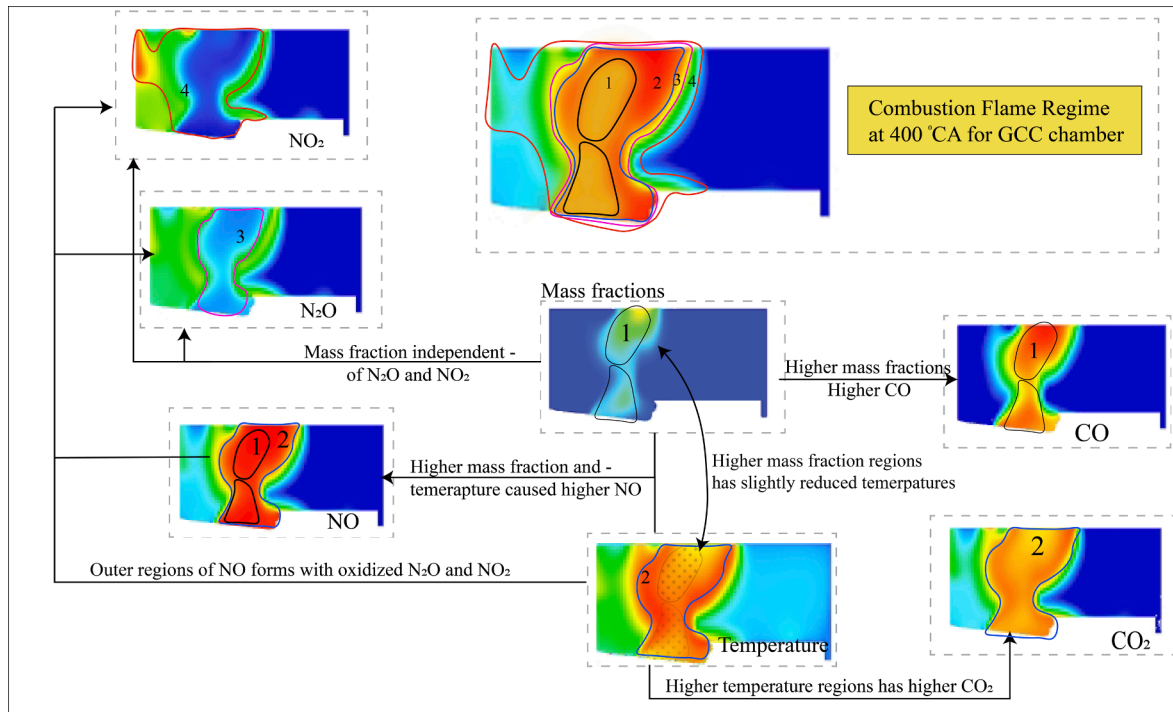 4
NO₂
1
2
3
4
Combustion Flame Regime
at 400 °CA for GCC chamber
3
N₂O
Mass fractions
1
Mass fraction independent -
of N₂O and NO₂
Higher mass fractions
Higher CO
1
CO
1
2
NO
Higher mass fraction and -
temerapture caused higher NO
Higher mass fraction regions
has slightly reduced temerpatures
Outer regions of NO forms with oxidized N₂O and NO₂
2
Temperature
2
CO₂
Higher temperature regions has higher CO₂